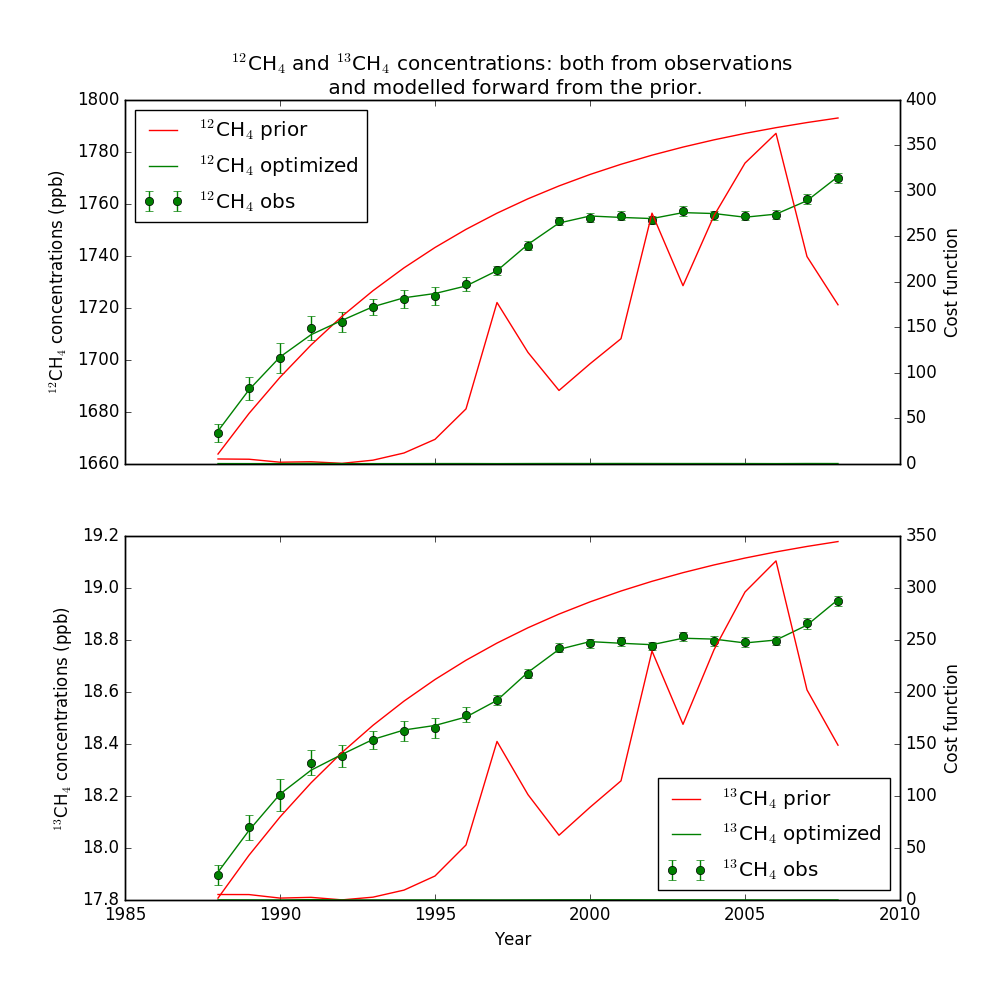 ¹²CH₄ and ¹³CH₄ concentrations: both from observations
and modelled forward from the prior.
1800
1780
1760
1740
1720
1700
1680
1660
¹²CH₄ concentrations (ppb)
¹²CH₄ prior
¹²CH₄ optimized
¹²CH₄ obs
400
350
300
250
200
150
100
50
0
Cost function
19.2
19.0
18.8
18.6
18.4
18.2
18.0
17.8
¹³CH₄ concentrations (ppb)
350
300
250
200
150
100
50
0
Cost function
¹³CH₄ prior
¹³CH₄ optimized
¹³CH₄ obs
1985 1990 1995 2000 2005 2010
Year